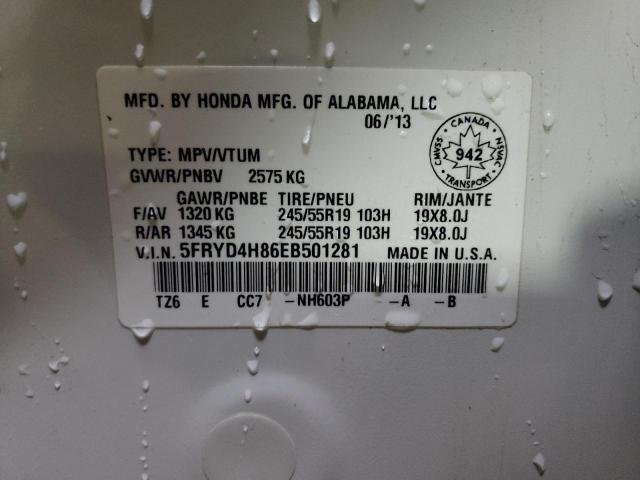 MFD. BY HONDA MFG. OF ALABAMA, LLC
06/'13
CANADA
CMVSS 942 NSVAC
TRANSPORT
TYPE: MPV/VTUM
GVWR/PNBV 2575 KG
GAWR/PNBE TIRE/PNEU RIM/JANTE
F/AV 1320 KG 245/55R19 103H 19X8.0J
R/AR 1345 KG 245/55R19 103H 19X8.0J
V.I.N. 5FRYD4H86EB501281 MADE IN U.S.A.
TZ6 E CC7 -NH603P -A -B